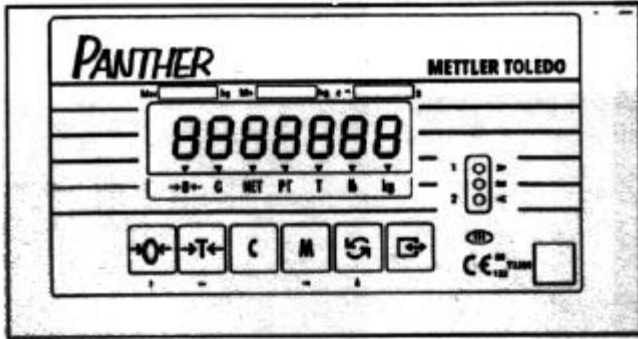 PANTHER
METTLER TOLEDO
8888888
G NET PT T lb kg
1
2
T C M
CE